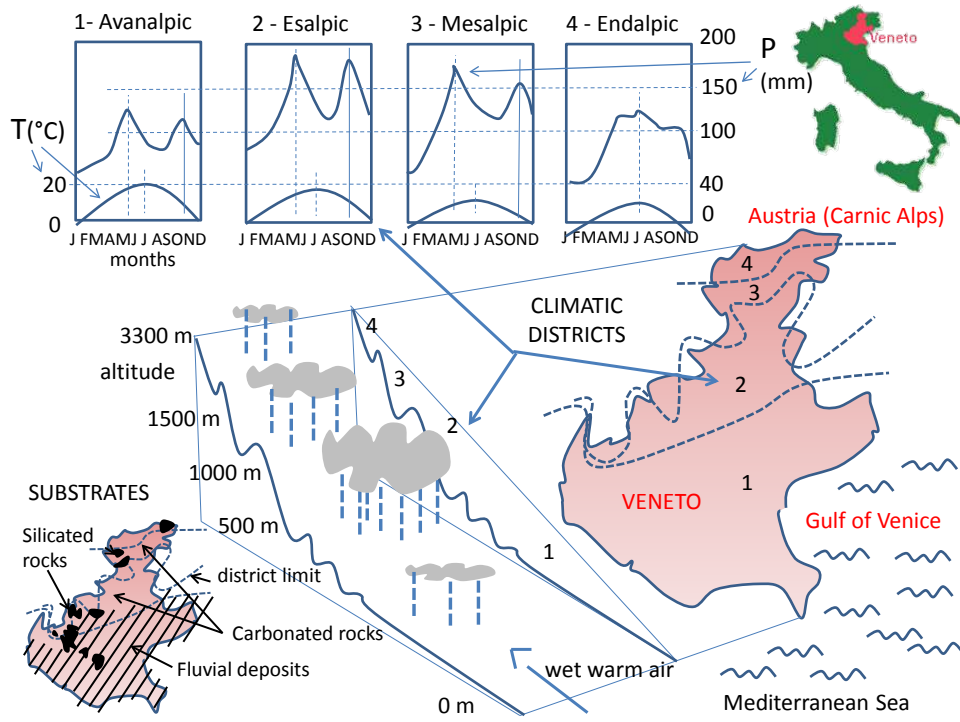 1 - Avanalpic
2 - Esalpic
3 - Mesalpic
4 - Endalpic
200
P
(mm)
150
100
40
0
Veneto
T(°C)
20
0
J FMAMJ J ASOND
J FMAMJ J ASOND
J FMAMJ J ASOND
J FMAMJ J ASOND
months
Austria (Carnic Alps)
4
3
2
1
VENETO
Gulf of Venice
Mediterranean Sea
CLIMATIC
DISTRICTS
3300 m
altitude
1500 m
1000 m
500 m
0 m
4
3
2
1
wet warm air
SUBSTRATES
Silicated
rocks
district limit
Carbonated rocks
Fluvial deposits